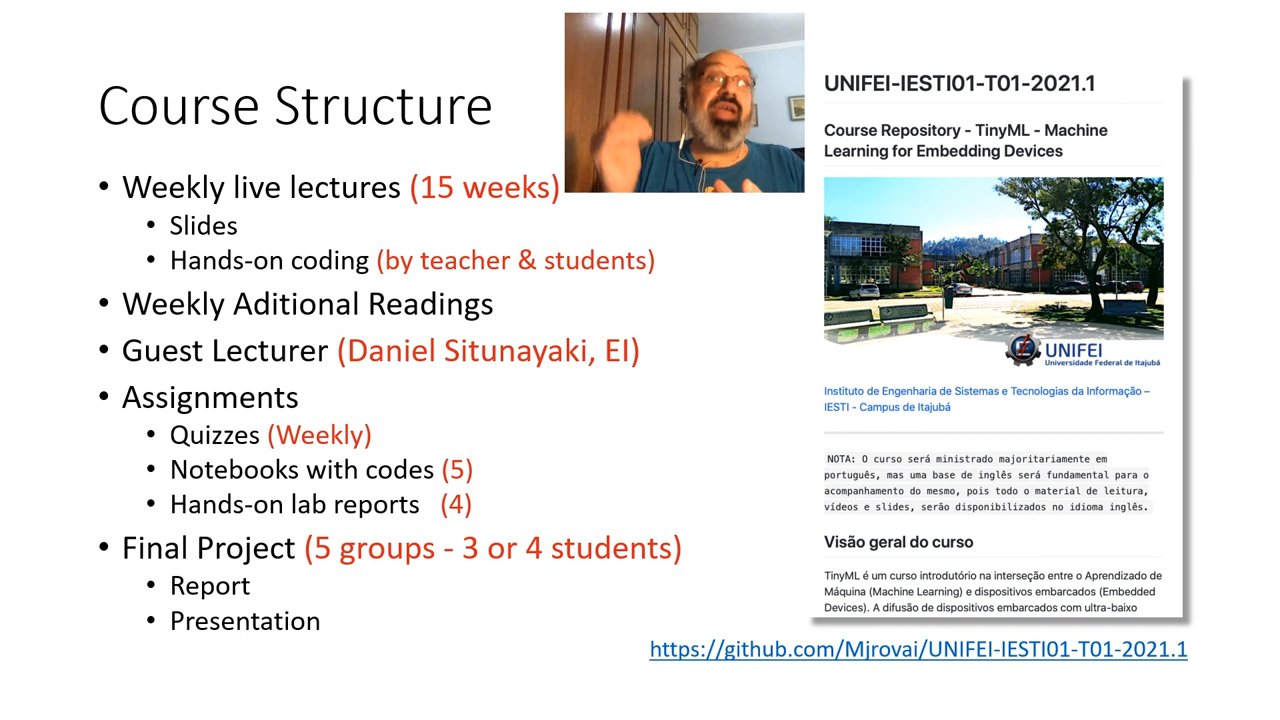 Course Structure
• Weekly live lectures (15 weeks)
• Slides
• Hands-on coding (by teacher & students)
• Weekly Aditional Readings
• Guest Lecturer (Daniel Situnayaki, EI)
• Assignments
• Quizzes (Weekly)
• Notebooks with codes (5)
• Hands-on lab reports (4)
• Final Project (5 groups - 3 or 4 students)
• Report
• Presentation
UNIFEI-IESTI01-T01-2021.1
Course Repository - TinyML - Machine
Learning for Embedding Devices
UNIFEI
Universidade Federal de Itajubá
Instituto de Engenharia de Sistemas e Tecnologias da Informação –
IESTI - Campus de Itajubá
NOTA: O curso será ministrado majoritariamente em
português, mas uma base de inglês será fundamental para o
acompanhamento do mesmo, pois todo o material de leitura,
vídeos e slides, serão disponibilizados no idioma inglês.
Visão geral do curso
TinyML é um curso introdutório na interseção entre o Aprendizado de
Máquina (Machine Learning) e dispositivos embarcados (Embedded
Devices). A difusão de dispositivos embarcados com ultra-baixo
https://github.com/Mjrovai/UNIFEI-IESTI01-T01-2021.1